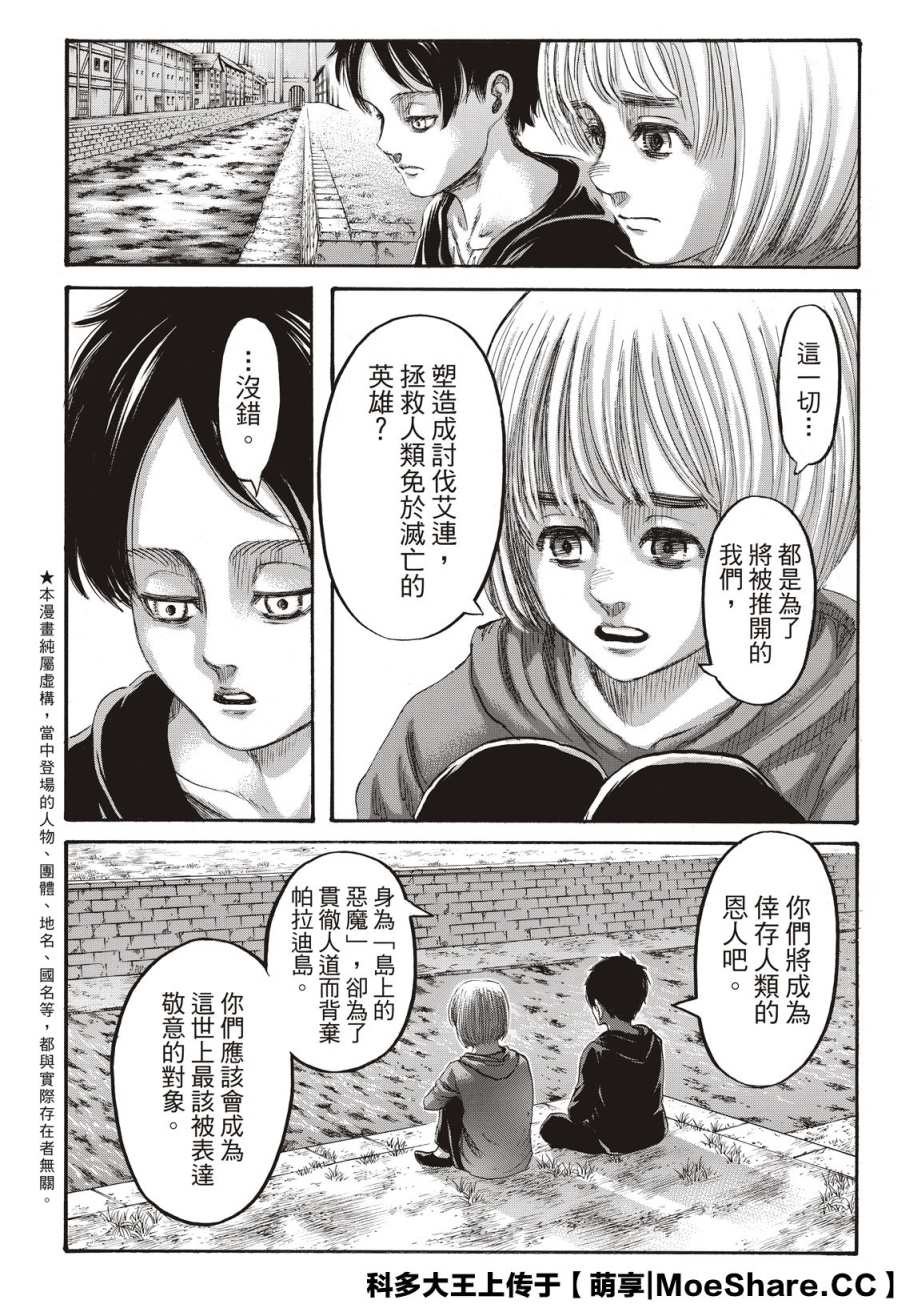 這一切…
都是為了
將被推開的
我們，
塑造成討伐艾連，
拯救人類免於滅亡的
英雄？
…沒錯。
你們將成為
倖存人類的
恩人吧。
身為「島上的
惡魔」，卻為了
貫徹人道而背棄
帕拉迪島。
你們應該會成為
這世上最該被表達
敬意的對象。
★本漫畫純屬虛構，當中登場的人物、團體、地名、國名等，都與實際存在者無關。
科多大王上传于【萌享|MoeShare.CC】